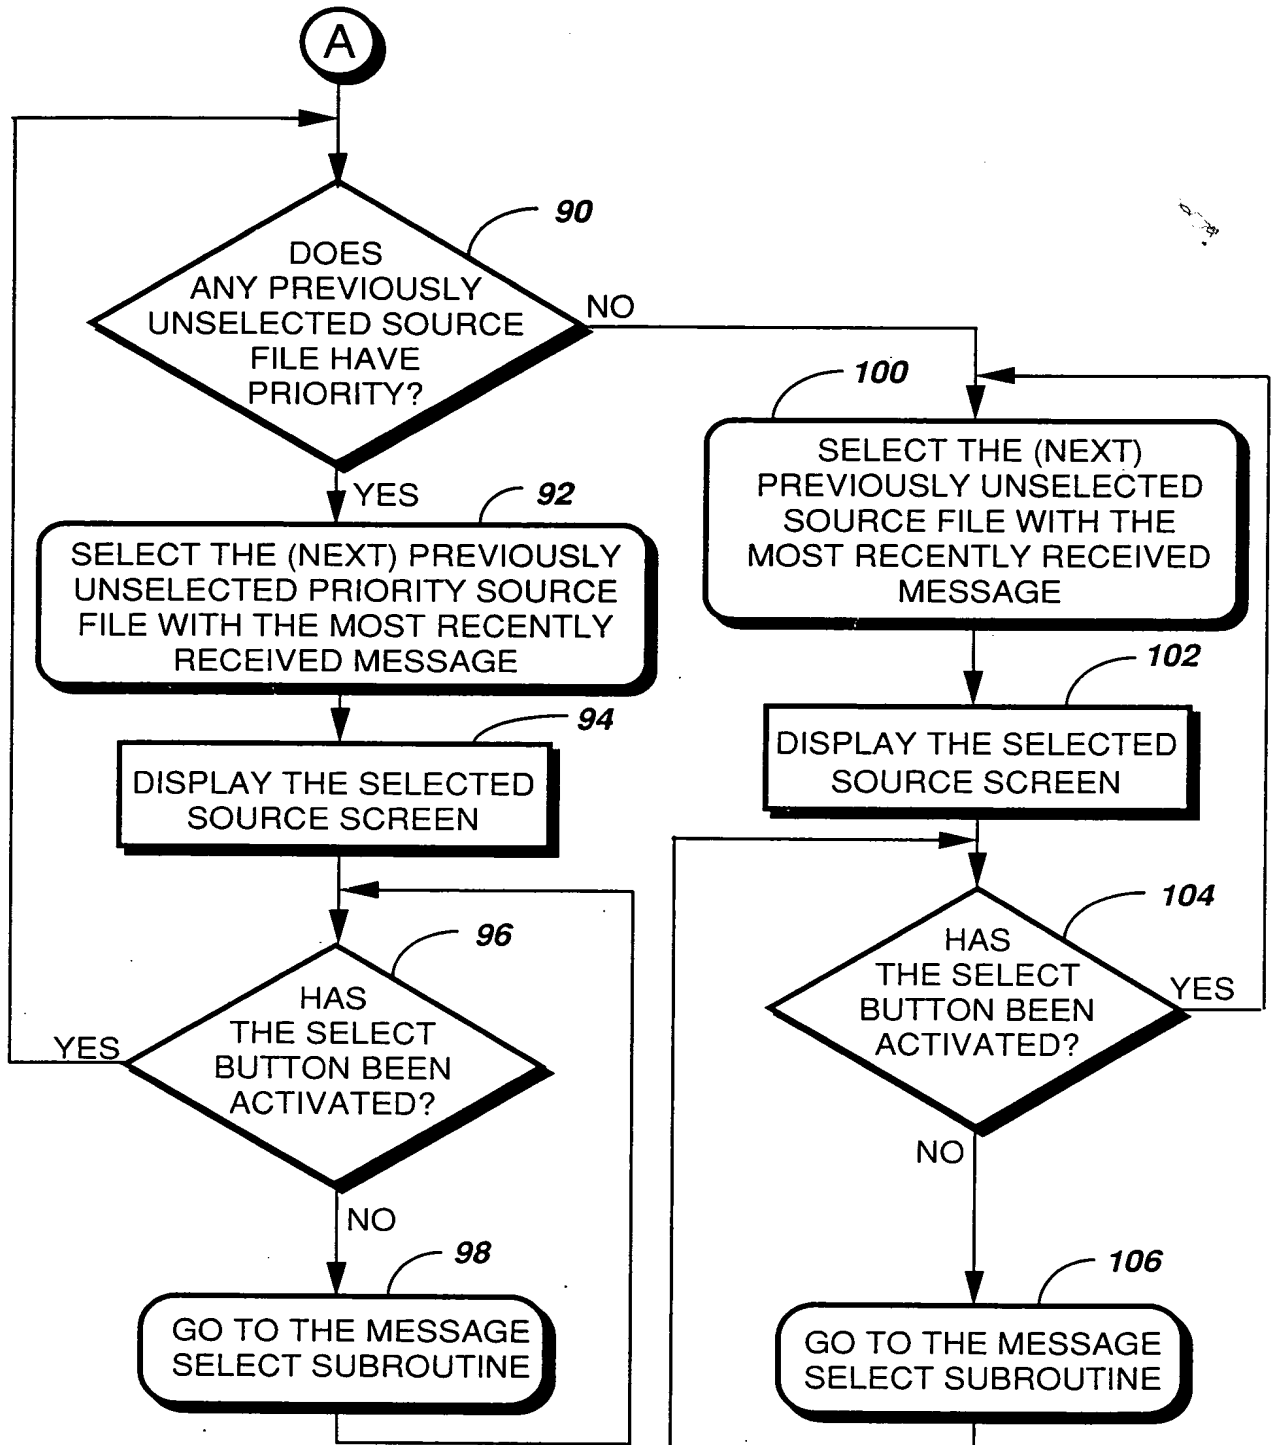 A
90
DOES
ANY PREVIOUSLY
UNSELECTED SOURCE
FILE HAVE
PRIORITY?
NO
YES
92
SELECT THE (NEXT) PREVIOUSLY
UNSELECTED PRIORITY SOURCE
FILE WITH THE MOST RECENTLY
RECEIVED MESSAGE
94
DISPLAY THE SELECTED
SOURCE SCREEN
96
HAS
THE SELECT
BUTTON BEEN
ACTIVATED?
YES
NO
98
GO TO THE MESSAGE
SELECT SUBROUTINE
100
SELECT THE (NEXT)
PREVIOUSLY UNSELECTED
SOURCE FILE WITH THE
MOST RECENTLY RECEIVED
MESSAGE
102
DISPLAY THE SELECTED
SOURCE SCREEN
104
HAS
THE SELECT
BUTTON BEEN
ACTIVATED?
YES
NO
106
GO TO THE MESSAGE
SELECT SUBROUTINE